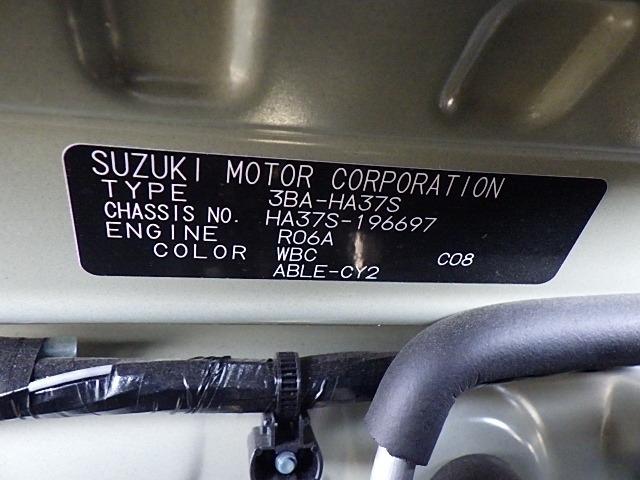 SUZUKI MOTOR CORPORATION
TYPE 3BA-HA37S
CHASSIS NO. HA37S-196697
ENGINE R06A
COLOR WBC C08
ABLE-CY2